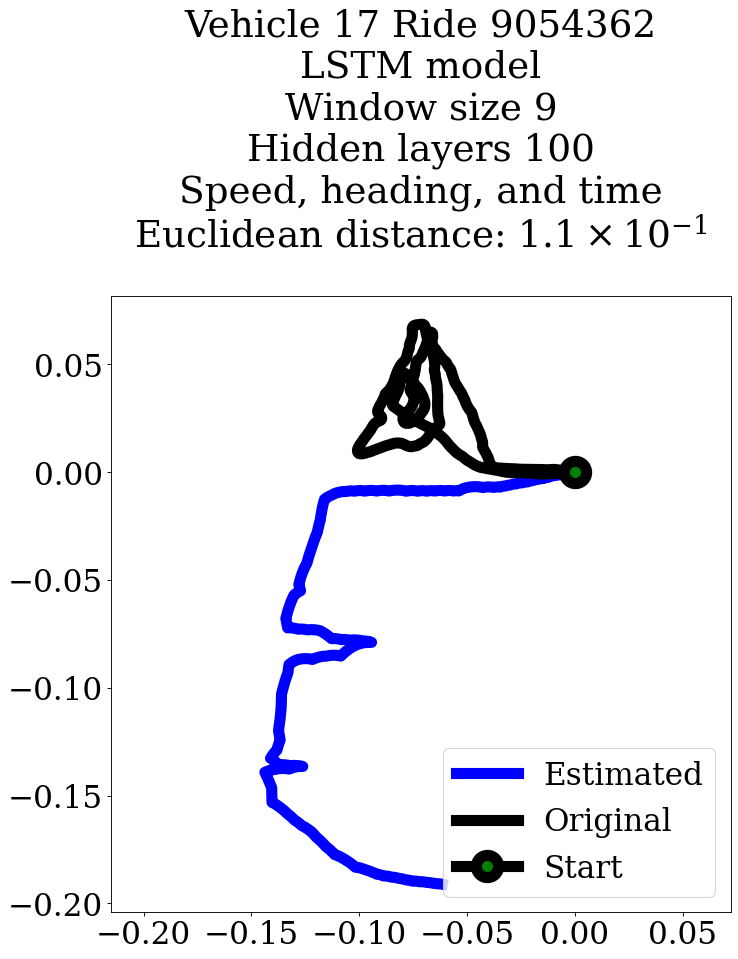 Vehicle 17 Ride 9054362
LSTM model
Window size 9
Hidden layers 100
Speed, heading, and time
Euclidean distance: 1.1 × 10⁻¹
0.05
0.00
−0.05
−0.10
−0.15
−0.20
Estimated
Original
Start
−0.20 −0.15 −0.10 −0.05 0.00 0.05